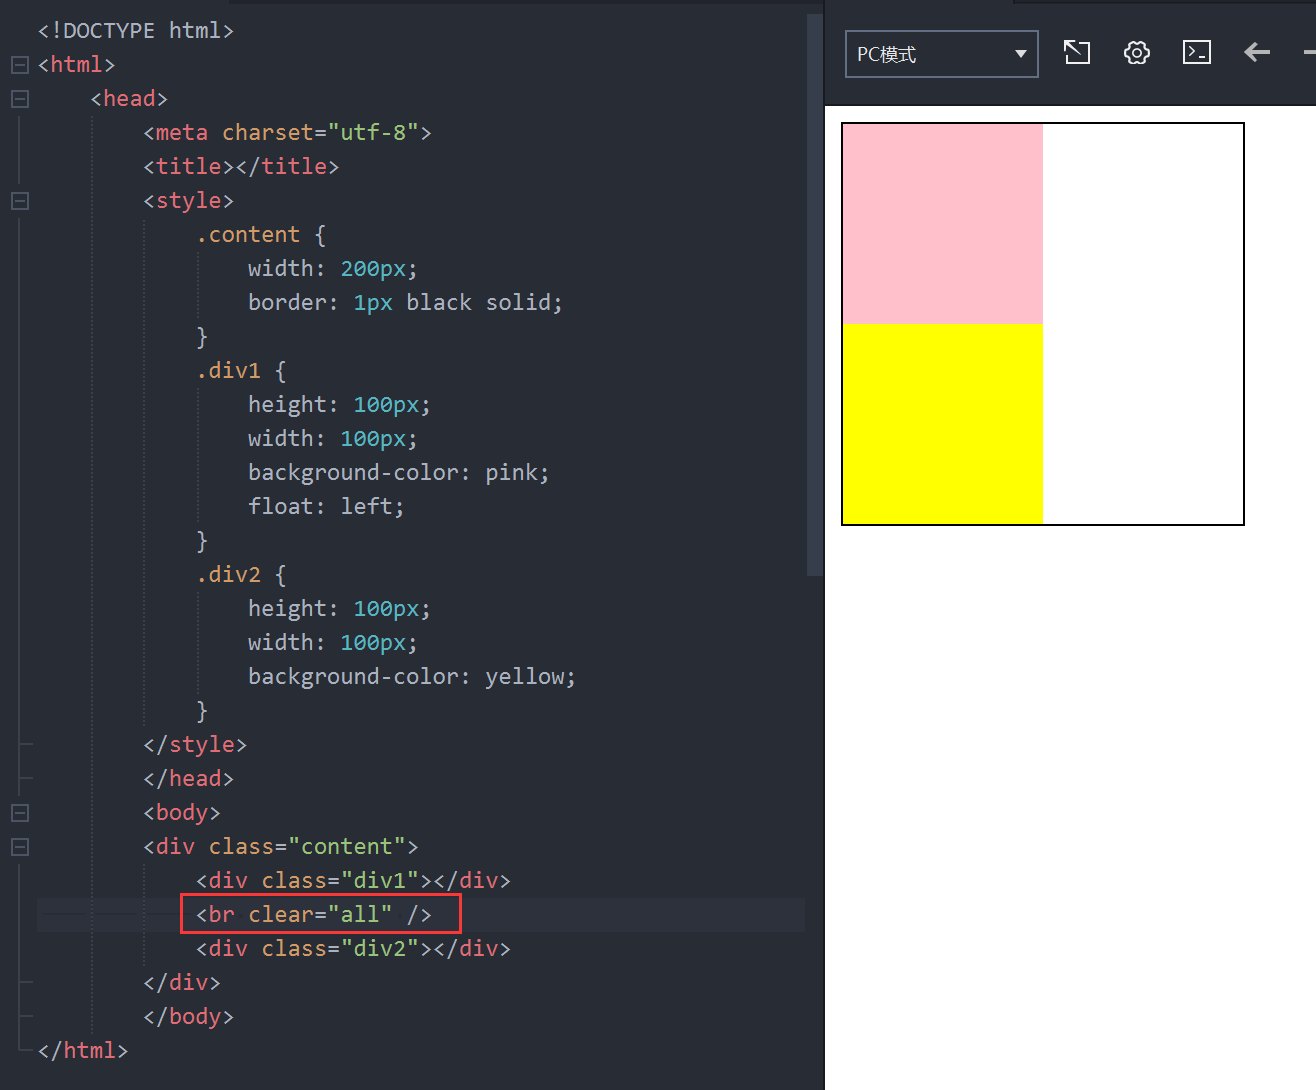 <!DOCTYPE html>
<html>
<head>
<meta charset="utf-8">
<title></title>
<style>
.content {
width: 200px;
border: 1px black solid;
}
.div1 {
height: 100px;
width: 100px;
background-color: pink;
float: left;
}
.div2 {
height: 100px;
width: 100px;
background-color: yellow;
}
</style>
</head>
<body>
<div class="content">
<div class="div1"></div>
<br clear="all" />
<div class="div2"></div>
</div>
</body>
</html>
PC模式